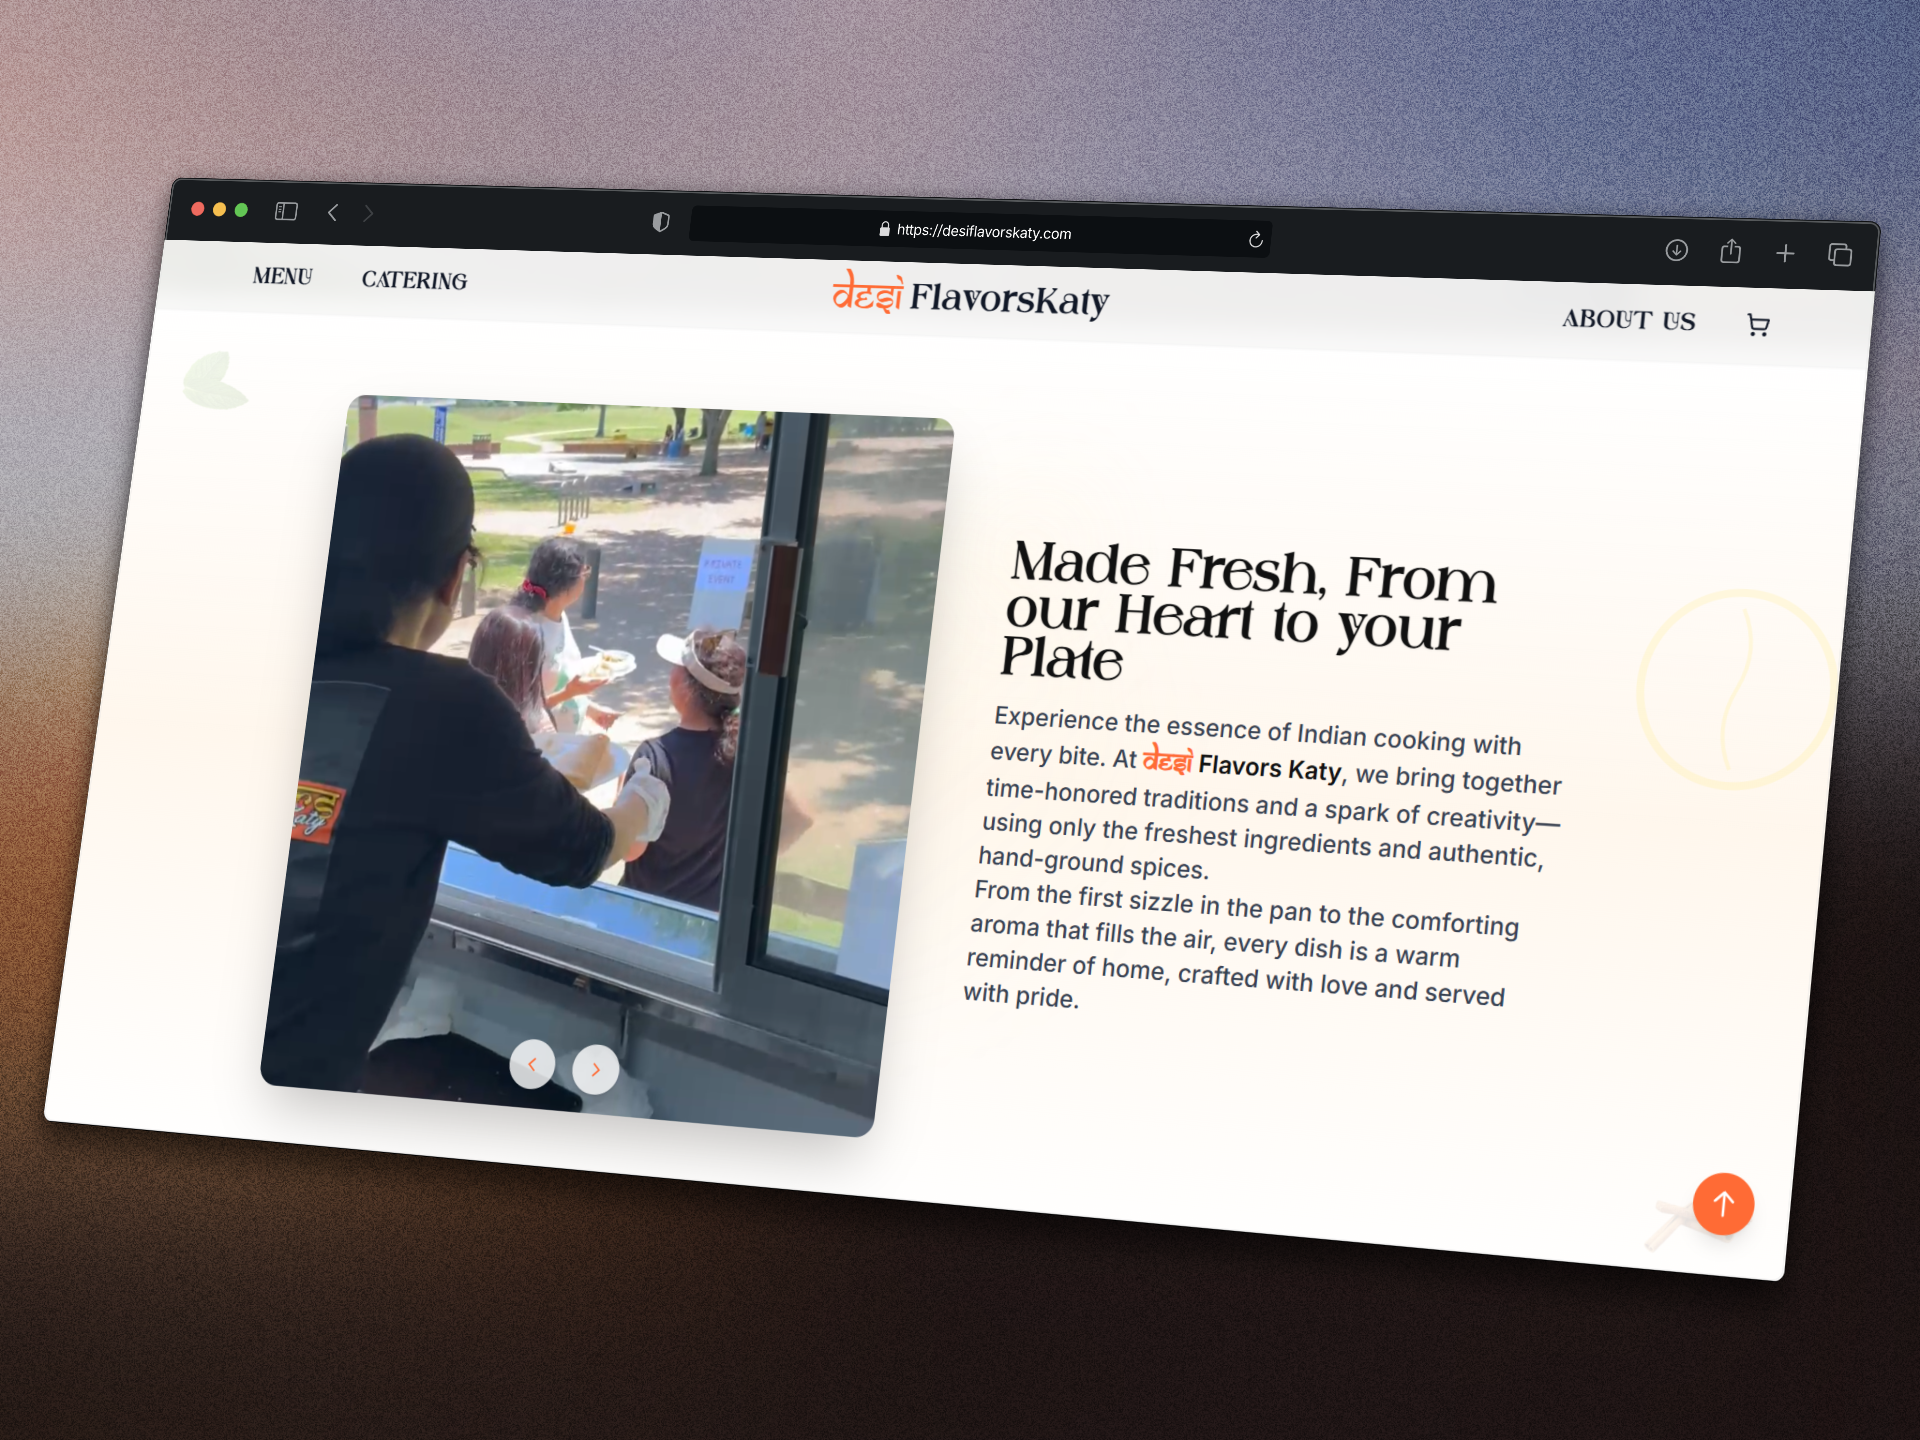 https://desiflavorskaty.com
MENU CATERING desi FlavorsKaty ABOUT US
PRIVATE
EVENT
Made Fresh, From
our Heart to your
Plate
Experience the essence of Indian cooking with
every bite. At desi Flavors Katy, we bring together
time-honored traditions and a spark of creativity—
using only the freshest ingredients and authentic,
hand-ground spices.
From the first sizzle in the pan to the comforting
aroma that fills the air, every dish is a warm
reminder of home, crafted with love and served
with pride.